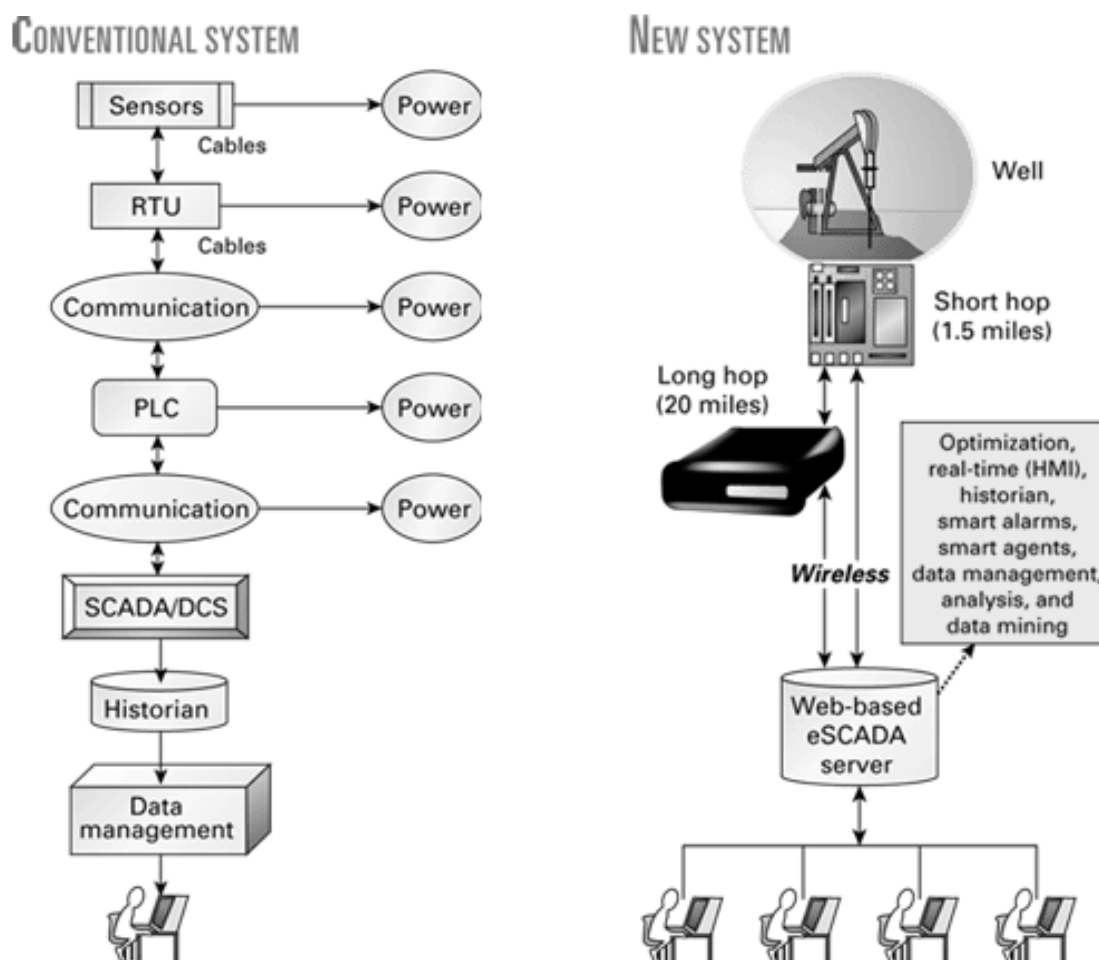 CONVENTIONAL SYSTEM
Sensors
Power
Cables
RTU
Power
Cables
Communication
Power
PLC
Power
Communication
Power
SCADA/DCS
Historian
Data
management
NEW SYSTEM
Well
Short hop
(1.5 miles)
Long hop
(20 miles)
Optimization,
real-time (HMI),
historian,
smart alarms,
smart agents,
data management,
analysis, and
data mining
Wireless
Web-based
eSCADA
server